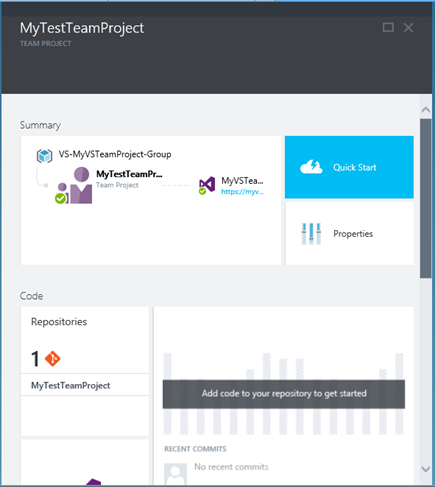 MyTestTeamProject
TEAM PROJECT
Summary
VS-MyVSTeamProject-Group
MyTestTeamPr...
Team Project
MyVSTea...
https://myv...
Quick Start
Properties
Code
Repositories
1
MyTestTeamProject
Add code to your repository to get started
RECENT COMMITS
No recent commits